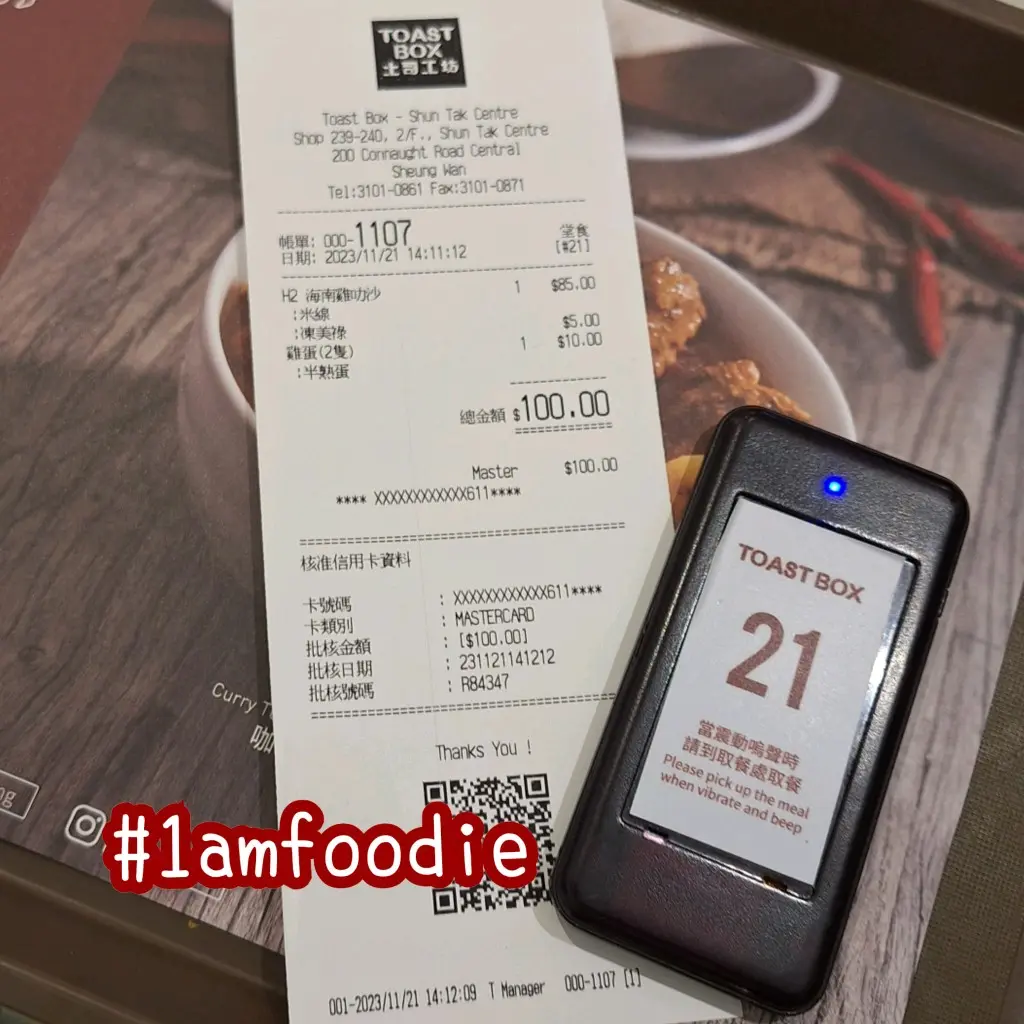 TOAST
BOX
土司工坊
Toast Box - Shun Tak Centre
Shop 239-240, 2/F., Shun Tak Centre
200 Connaught Road Central
Sheung Wan
Tel:3101-0861 Fax:3101-0871
帳單: 000-1107 堂食
日期: 2023/11/21 14:11:12 [#21]
H2 海南雞叻沙 1 $85.00
:米線
:凍美祿 $5.00
雞蛋(2隻) 1 $10.00
:半熟蛋
總金額 $100.00
Master $100.00
**** XXXXXXXXXXXX611****
核准信用卡資料
卡號碼 : XXXXXXXXXXXX611****
卡類別 : MASTERCARD
批核金額 : [$100.00]
批核日期 : 231121141212
批核號碼 : R84347
Thanks You !
001-2023/11/21 14:12:09 T Manager 000-1107 [1]
TOAST BOX
21
當震動鳴聲時
請到取餐處取餐
Please pick up the meal
when vibrate and beep
Curry
咖
#1amfoodie